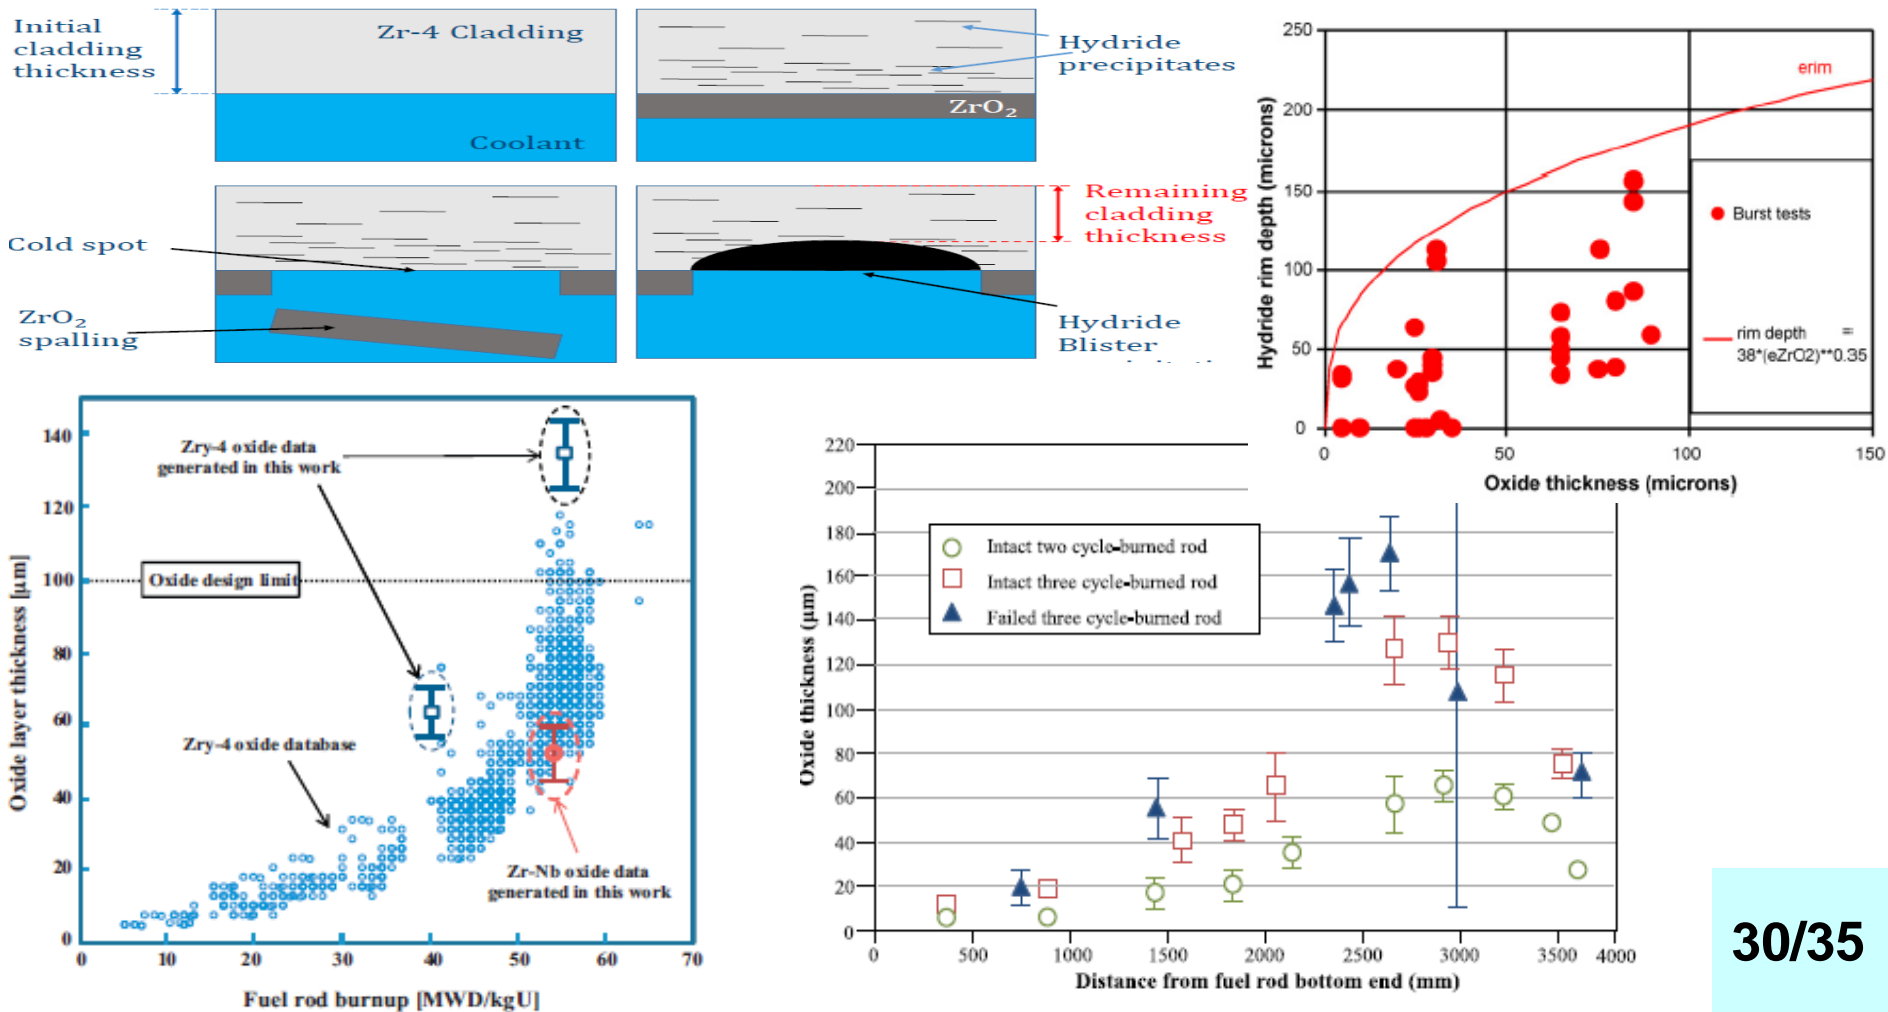 Initial
cladding
thickness
Zr-4 Cladding
Coolant
Hydride
precipitates
ZrO₂
Cold spot
ZrO₂
spalling
Remaining
cladding
thickness
Hydride
Blister
250
200
150
100
50
0
0
50
100
150
Hydride rim depth (microns)
Oxide thickness (microns)
erim
Burst tests
rim depth =
38*(eZrO2)**0.35
140
120
100
80
60
40
20
0
0
10
20
30
40
50
60
70
Oxide layer thickness [µm]
Fuel rod burnup [MWD/kgU]
Zry-4 oxide data
generated in this work
Oxide design limit
Zry-4 oxide database
Zr-Nb oxide data
generated in this work
220
200
180
160
140
120
100
80
60
40
20
0
0
500
1000
1500
2000
2500
3000
3500
4000
Oxide thickness (µm)
Distance from fuel rod bottom end (mm)
Intact two cycle-burned rod
Intact three cycle-burned rod
Failed three cycle-burned rod
30/35